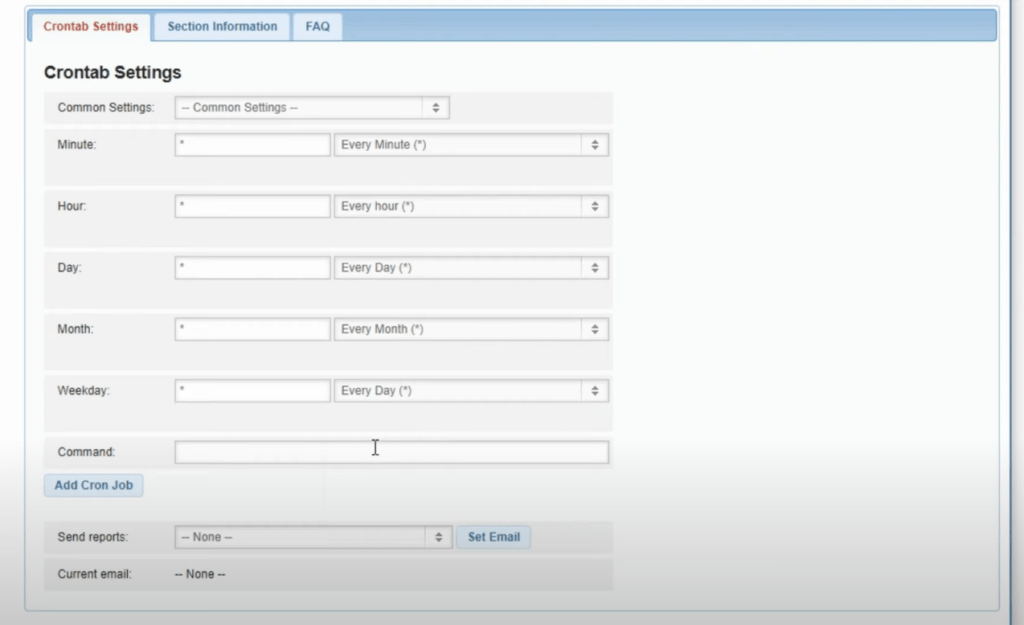 Crontab Settings Section Information FAQ
Crontab Settings
Common Settings: -- Common Settings --
Minute: * Every Minute (*)
Hour: * Every hour (*)
Day: * Every Day (*)
Month: * Every Month (*)
Weekday: * Every Day (*)
Command:
Add Cron Job
Send reports: -- None -- Set Email
Current email: -- None --